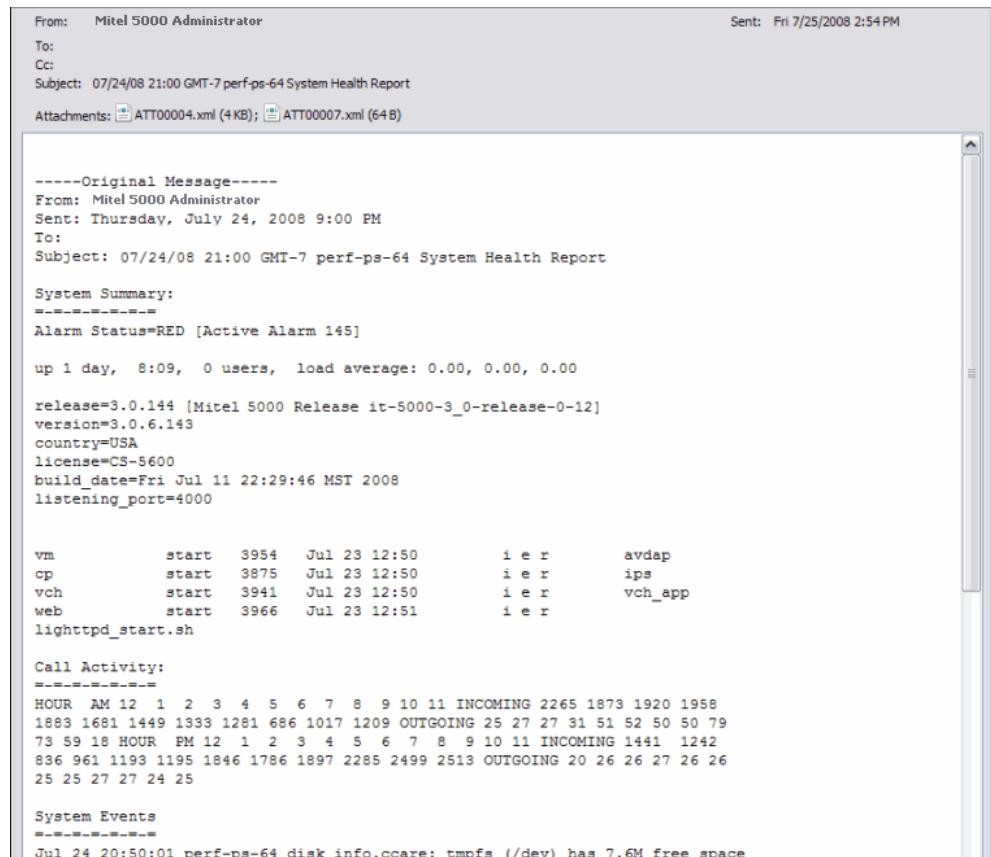 From: Mitel 5000 Administrator Sent: Fri 7/25/2008 2:54 PM
To:
Cc:
Subject: 07/24/08 21:00 GMT-7 perf-ps-64 System Health Report
Attachments: ATT00004.xml (4 KB); ATT00007.xml (64 B)
-----Original Message-----
From: Mitel 5000 Administrator
Sent: Thursday, July 24, 2008 9:00 PM
To:
Subject: 07/24/08 21:00 GMT-7 perf-ps-64 System Health Report
System Summary:
=-=-=-=-=-=-=
Alarm Status=RED [Active Alarm 145]
up 1 day, 8:09, 0 users, load average: 0.00, 0.00, 0.00
release=3.0.144 [Mitel 5000 Release it-5000-3_0-release-0-12]
version=3.0.6.143
country=USA
license=CS-5600
build_date=Fri Jul 11 22:29:46 MST 2008
listening_port=4000
vm start 3954 Jul 23 12:50 i e r avdap
cp start 3875 Jul 23 12:50 i e r ips
vch start 3941 Jul 23 12:50 i e r vch_app
web start 3966 Jul 23 12:51 i e r
lighttpd_start.sh
Call Activity:
=-=-=-=-=-=-=
HOUR AM 12 1 2 3 4 5 6 7 8 9 10 11 INCOMING 2265 1873 1920 1958
1883 1681 1449 1333 1281 686 1017 1209 OUTGOING 25 27 27 31 51 52 50 50 79
73 59 18 HOUR PM 12 1 2 3 4 5 6 7 8 9 10 11 INCOMING 1441 1242
836 961 1193 1195 1846 1786 1897 2285 2499 2513 OUTGOING 20 26 26 27 26 26
25 25 27 27 24 25
System Events
=-=-=-=-=-=-=
Jul 24 20:50:01 perf-ps-64 disk_info.ccare: tmpfs (/dev) has 7.6M free space